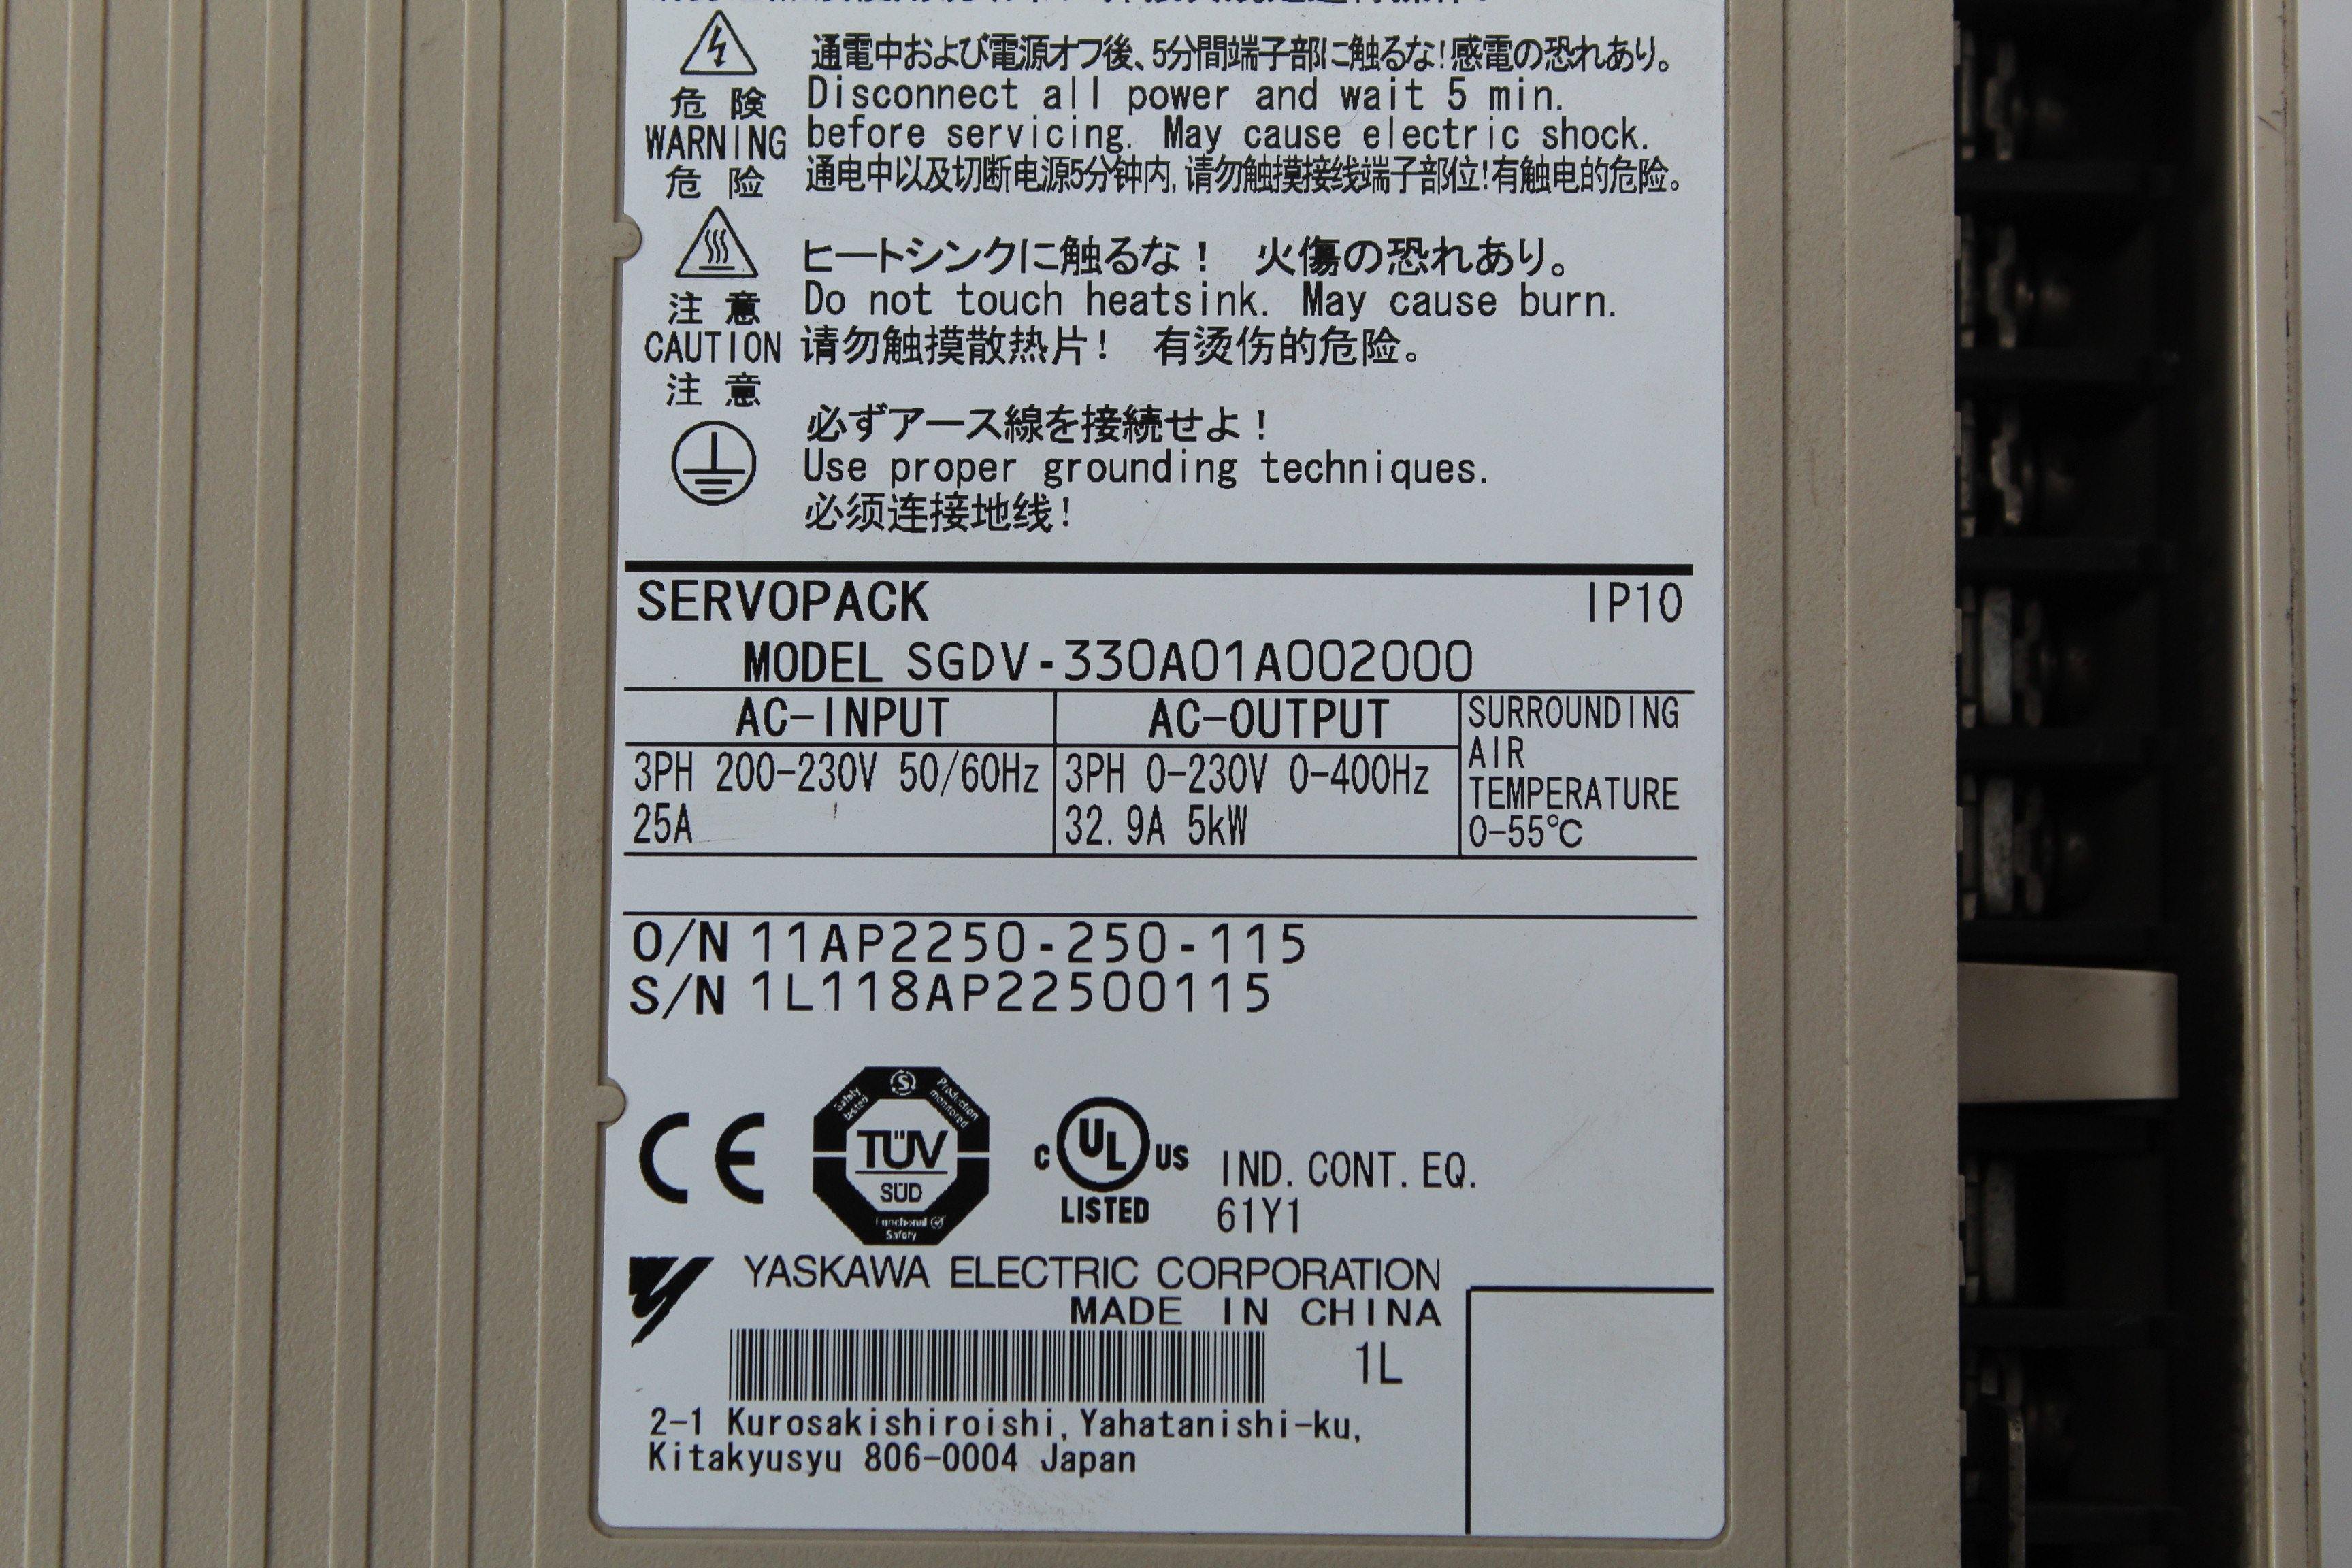 危 険
WARNING
危 险
通電中および電源オフ後、5分間端子部に触るな!感電の恐れあり。
Disconnect all power and wait 5 min.
before servicing. May cause electric shock.
通电中以及切断电源5分钟内,请勿触摸接线端子部位!有触电的危险。
注 意
CAUTION
注 意
ヒートシンクに触るな! 火傷の恐れあり。
Do not touch heatsink. May cause burn.
请勿触摸散热片! 有烫伤的危险。
必ずアース線を接続せよ!
Use proper grounding techniques.
必须连接地线!
SERVOPACK IP10
MODEL SGDV-330A01A002000
AC-INPUT
3PH 200-230V 50/60Hz
25A
AC-OUTPUT
3PH 0-230V 0-400Hz
32.9A 5kW
SURROUNDING
AIR
TEMPERATURE
0-55℃
O/N 11AP2250-250-115
S/N 1L118AP22500115
CE
Safety
tested
S
Production
monitored
TÜV
SÜD
Functional
Safety
C UL US
LISTED
IND. CONT. EQ.
61Y1
YASKAWA ELECTRIC CORPORATION
MADE IN CHINA
1L
2-1 Kurosakishiroishi, Yahatanishi-ku,
Kitakyusyu 806-0004 Japan